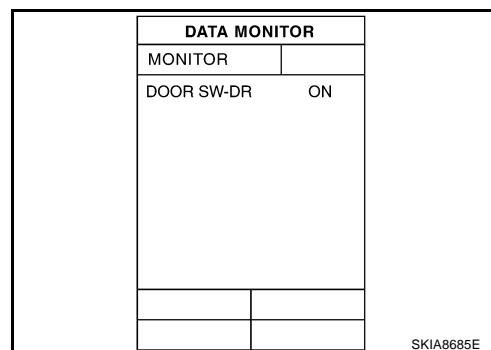 DATA MONITOR
MONITOR
DOOR SW-DR ON
SKIA8685E